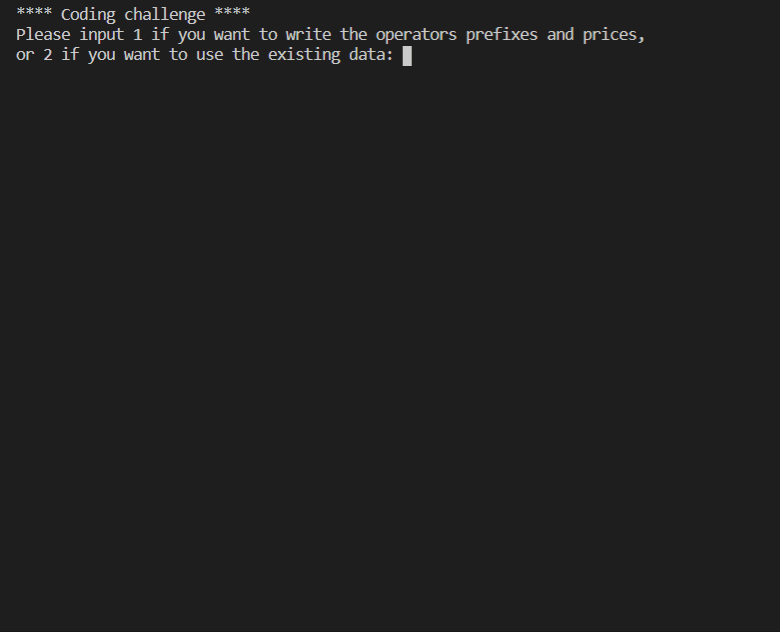 **** Coding challenge ****
Please input 1 if you want to write the operators prefixes and prices,
or 2 if you want to use the existing data: